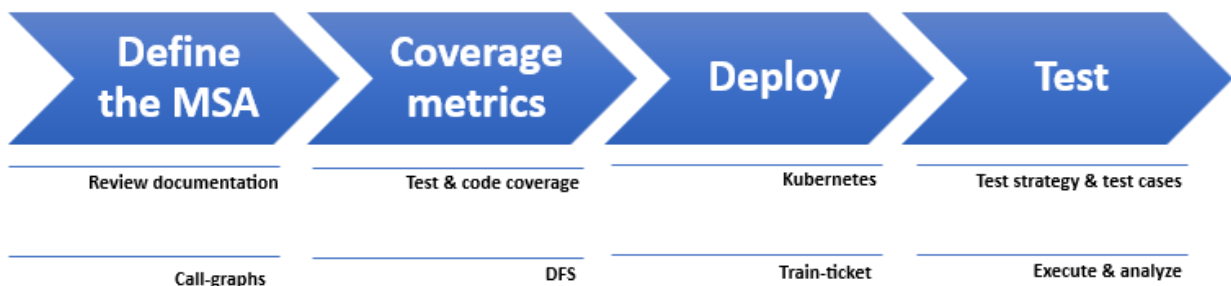 Define
the MSA
Coverage
metrics
Deploy
Test
Review documentation
Test & code coverage
Kubernetes
Test strategy & test cases
Call-graphs
DFS
Train-ticket
Execute & analyze